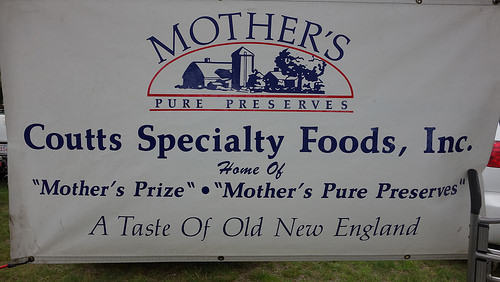 MOTHER'S
PURE PRESERVES
Coutts Specialty Foods, Inc.
Home Of
"Mother's Prize" • "Mother's Pure Preserves"
A Taste Of Old New England